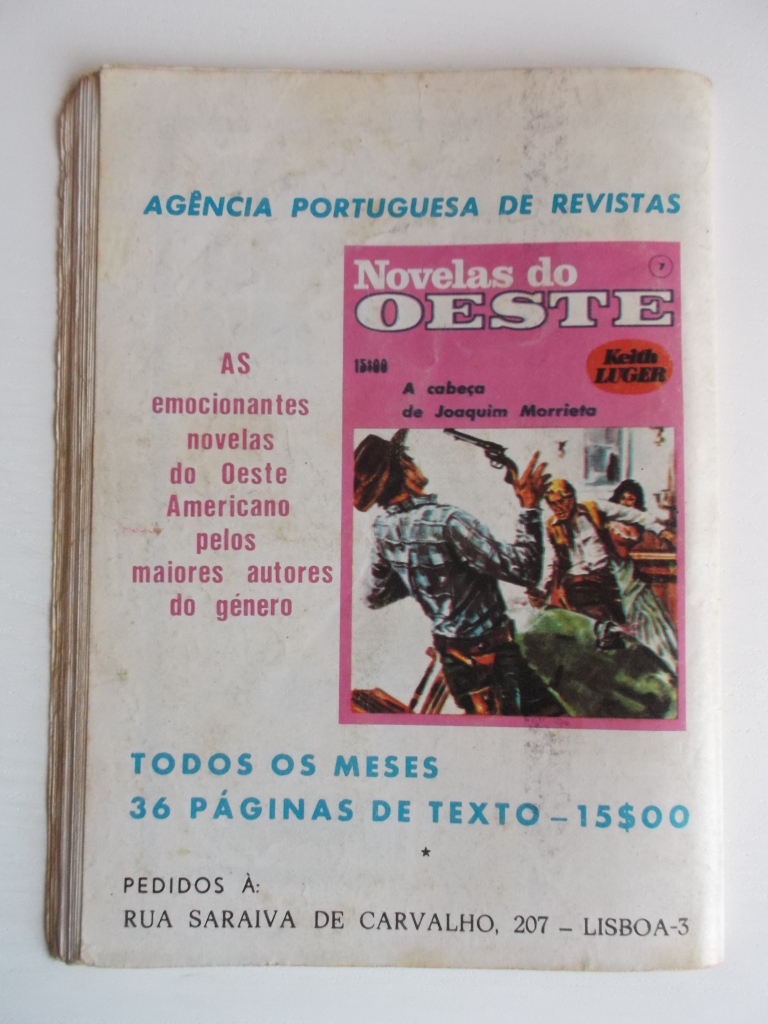 AGÊNCIA PORTUGUESA DE REVISTAS
Novelas do
7
OESTE
15$00
Keith
LUGER
A cabeça
de Joaquim Morrieta
AS
emocionantes
novelas
do Oeste
Americano
pelos
maiores autores
do género
TODOS OS MESES
36 PÁGINAS DE TEXTO – 15$00
*
PEDIDOS À:
RUA SARAIVA DE CARVALHO, 207 – LISBOA-3